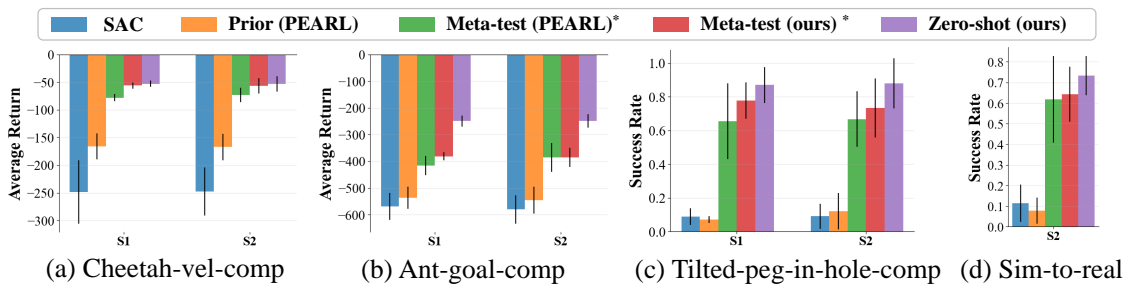 SAC Prior (PEARL) Meta-test (PEARL)* Meta-test (ours) * Zero-shot (ours)
Average Return
0
−50
−100
−150
−200
−250
−300
S1 S2
(a) Cheetah-vel-comp
Average Return
0
−100
−200
−300
−400
−500
−600
S1 S2
(b) Ant-goal-comp
Success Rate
1.0
0.8
0.6
0.4
0.2
0.0
S1 S2
(c) Tilted-peg-in-hole-comp
Success Rate
0.8
0.7
0.6
0.5
0.4
0.3
0.2
0.1
0.0
S2
(d) Sim-to-real